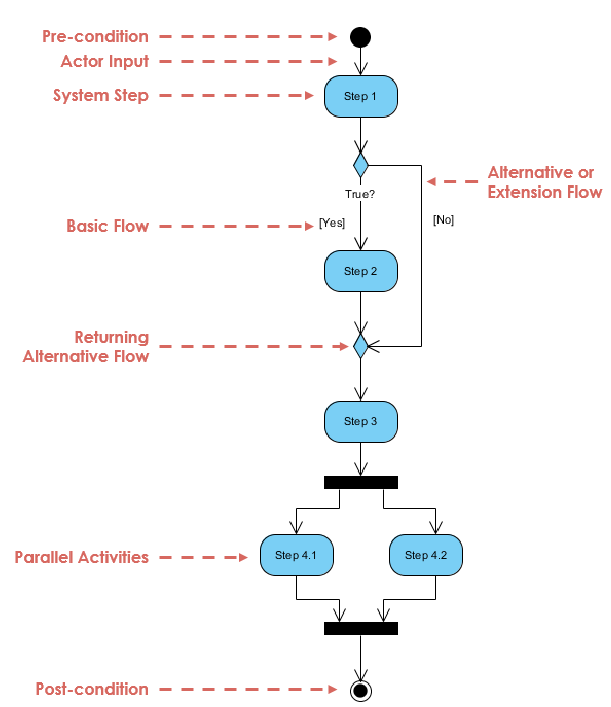 Pre-condition
Actor Input
System Step
Step 1
Alternative or
Extension Flow
True?
Basic Flow
[Yes]
[No]
Step 2
Returning
Alternative Flow
Step 3
Parallel Activities
Step 4.1
Step 4.2
Post-condition